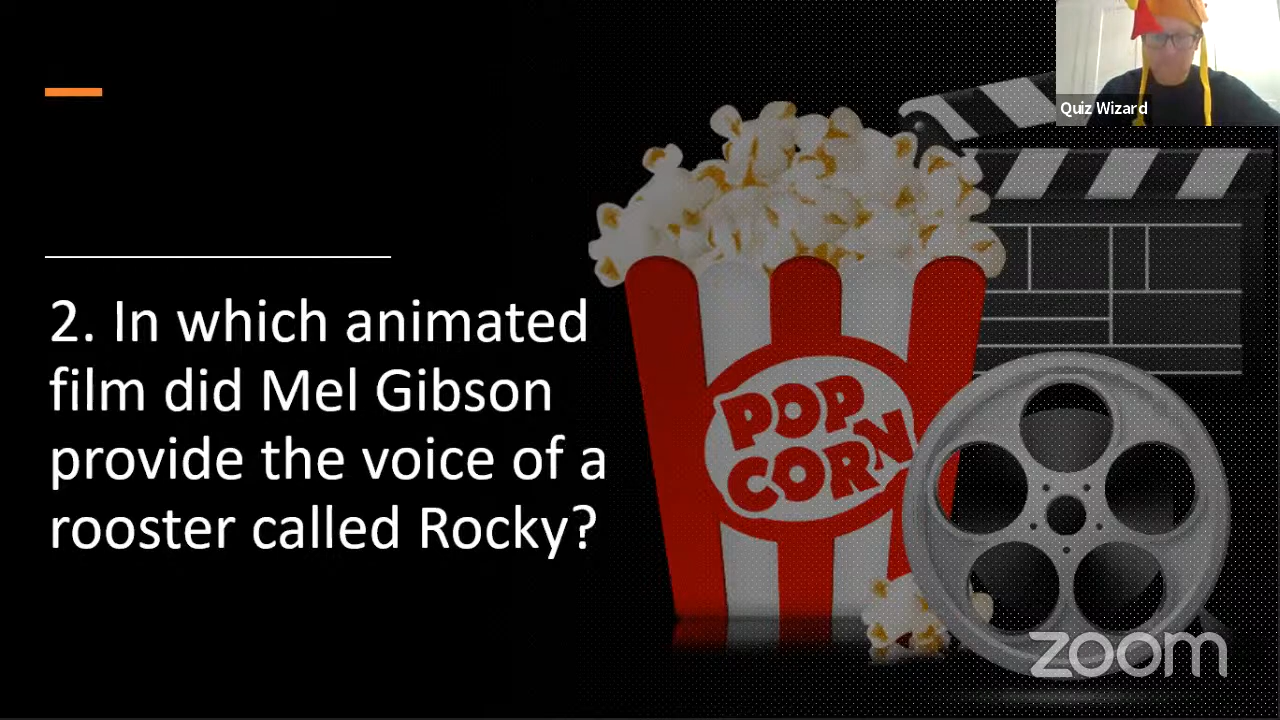 Quiz Wizard
2. In which animated
film did Mel Gibson
provide the voice of a
rooster called Rocky?
POP
CORN
zoom